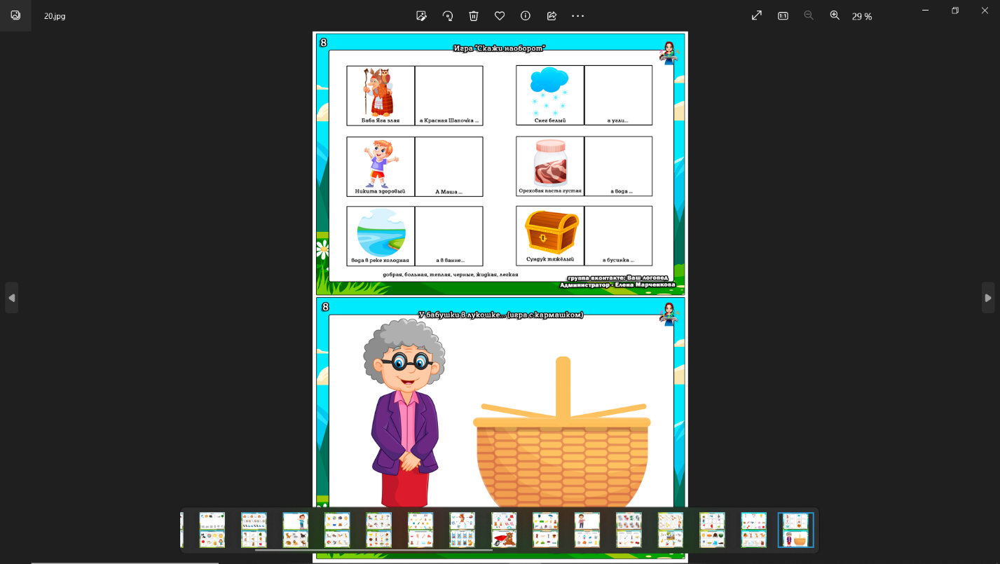 20.jpg
29 %
8
Игра "Скажи наоборот"
Баба Яга злая
а Красная Шапочка ...
Снег белый
а угли...
Никита здоровый
А Маша ...
Ореховая паста густая
а вода ...
вода в реке холодная
а в ванне...
Сундук тяжёлый
а бусинка ...
добрая, больная, теплая, черные, жидкая, легкая
группа вконтакте: Ваш логопед
Администратор - Елена Марченкова
8
У бабушки в лукошке... (игра с кармашком)